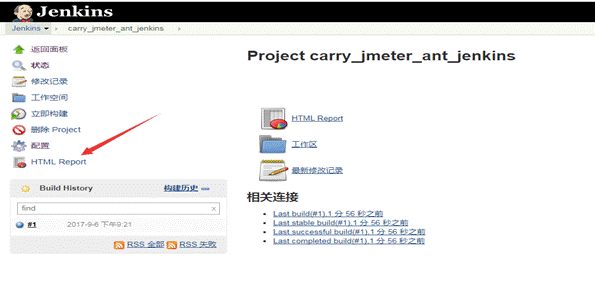 Jenkins
Jenkins carry_jmeter_ant_jenkins
返回面板
状态
修改记录
工作空间
立即构建
删除 Project
配置
HTML Report
Build History 构建历史
find x
#1 2017-9-6 下午9:21
RSS 全部 RSS 失败
Project carry_jmeter_ant_jenkins
HTML Report
工作区
最新修改记录
相关连接
Last build(#1),1 分 56 秒之前
Last stable build(#1),1 分 56 秒之前
Last successful build(#1),1 分 56 秒之前
Last completed build(#1),1 分 56 秒之前